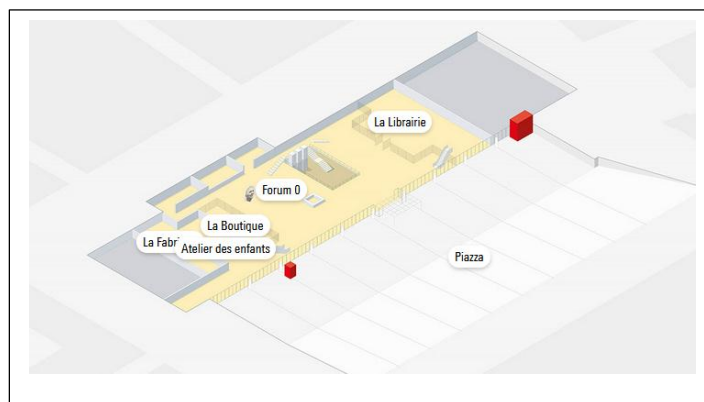 La Librairie
Forum 0
La Boutique
La Fabri
Atelier des enfants
Piazza